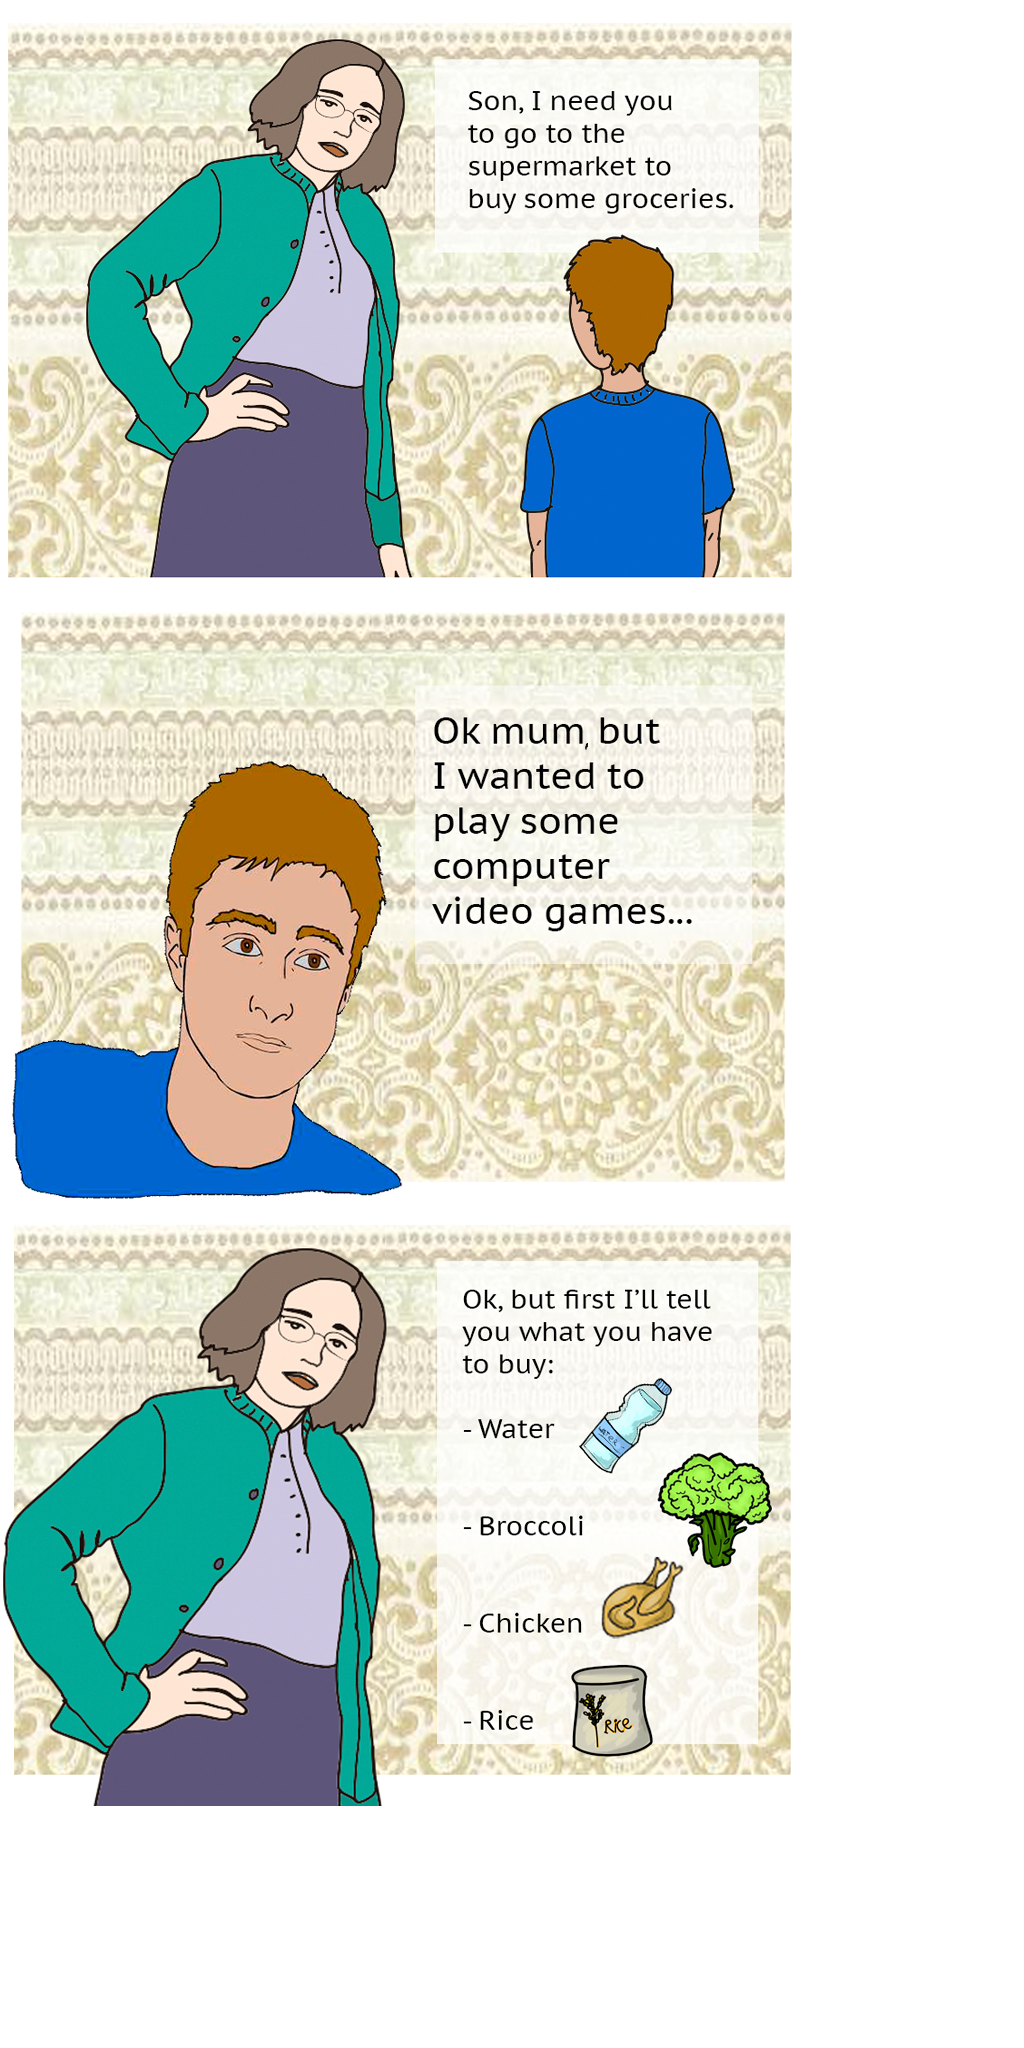 Son, I need you
to go to the
supermarket to
buy some groceries.
Ok mum, but
I wanted to
play some
computer
video games...
Ok, but first I'll tell
you what you have
to buy:
- Water
WATER
- Broccoli
- Chicken
- Rice
Rice